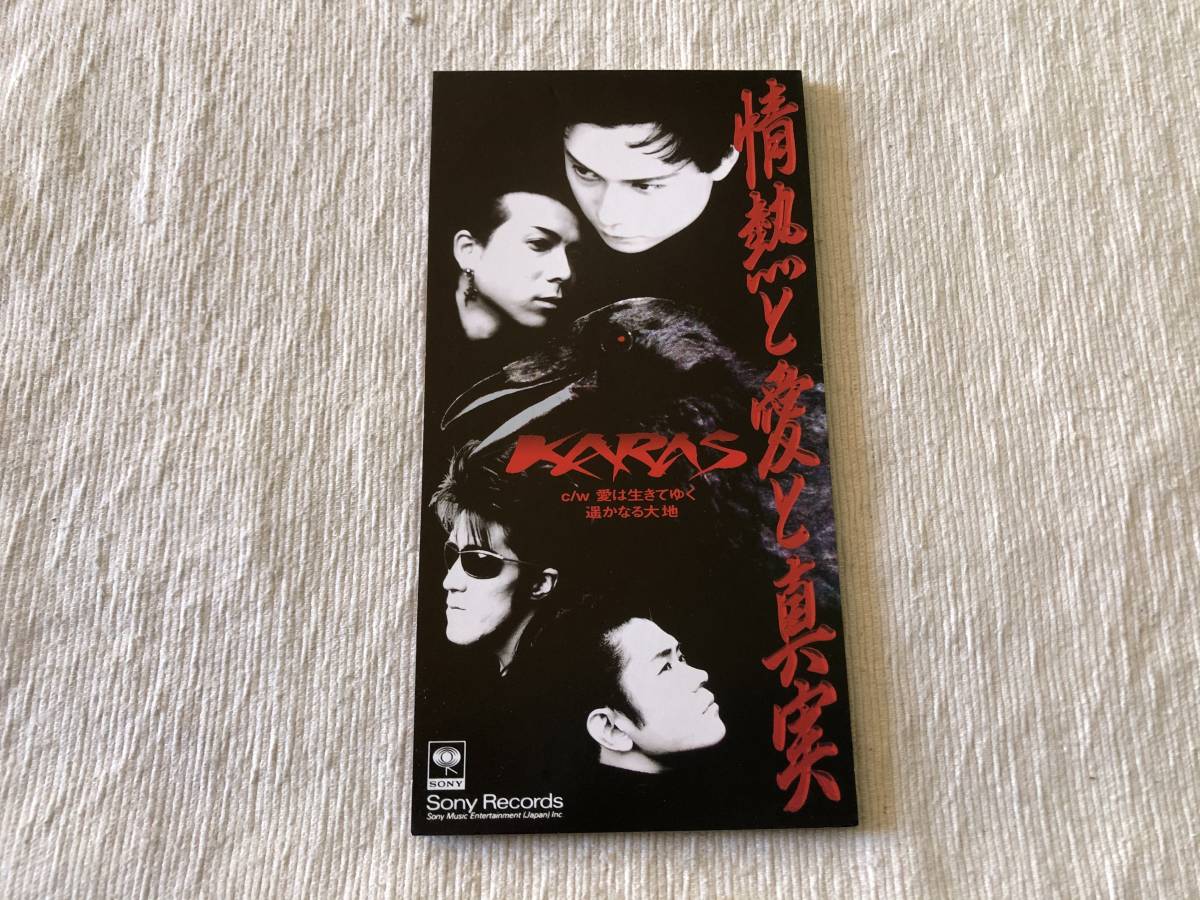 情熱と愛と真実
KARAS
c/w 愛は生きてゆく
遥かなる大地
SONY
Sony Records
Sony Music Entertainment (Japan) Inc.